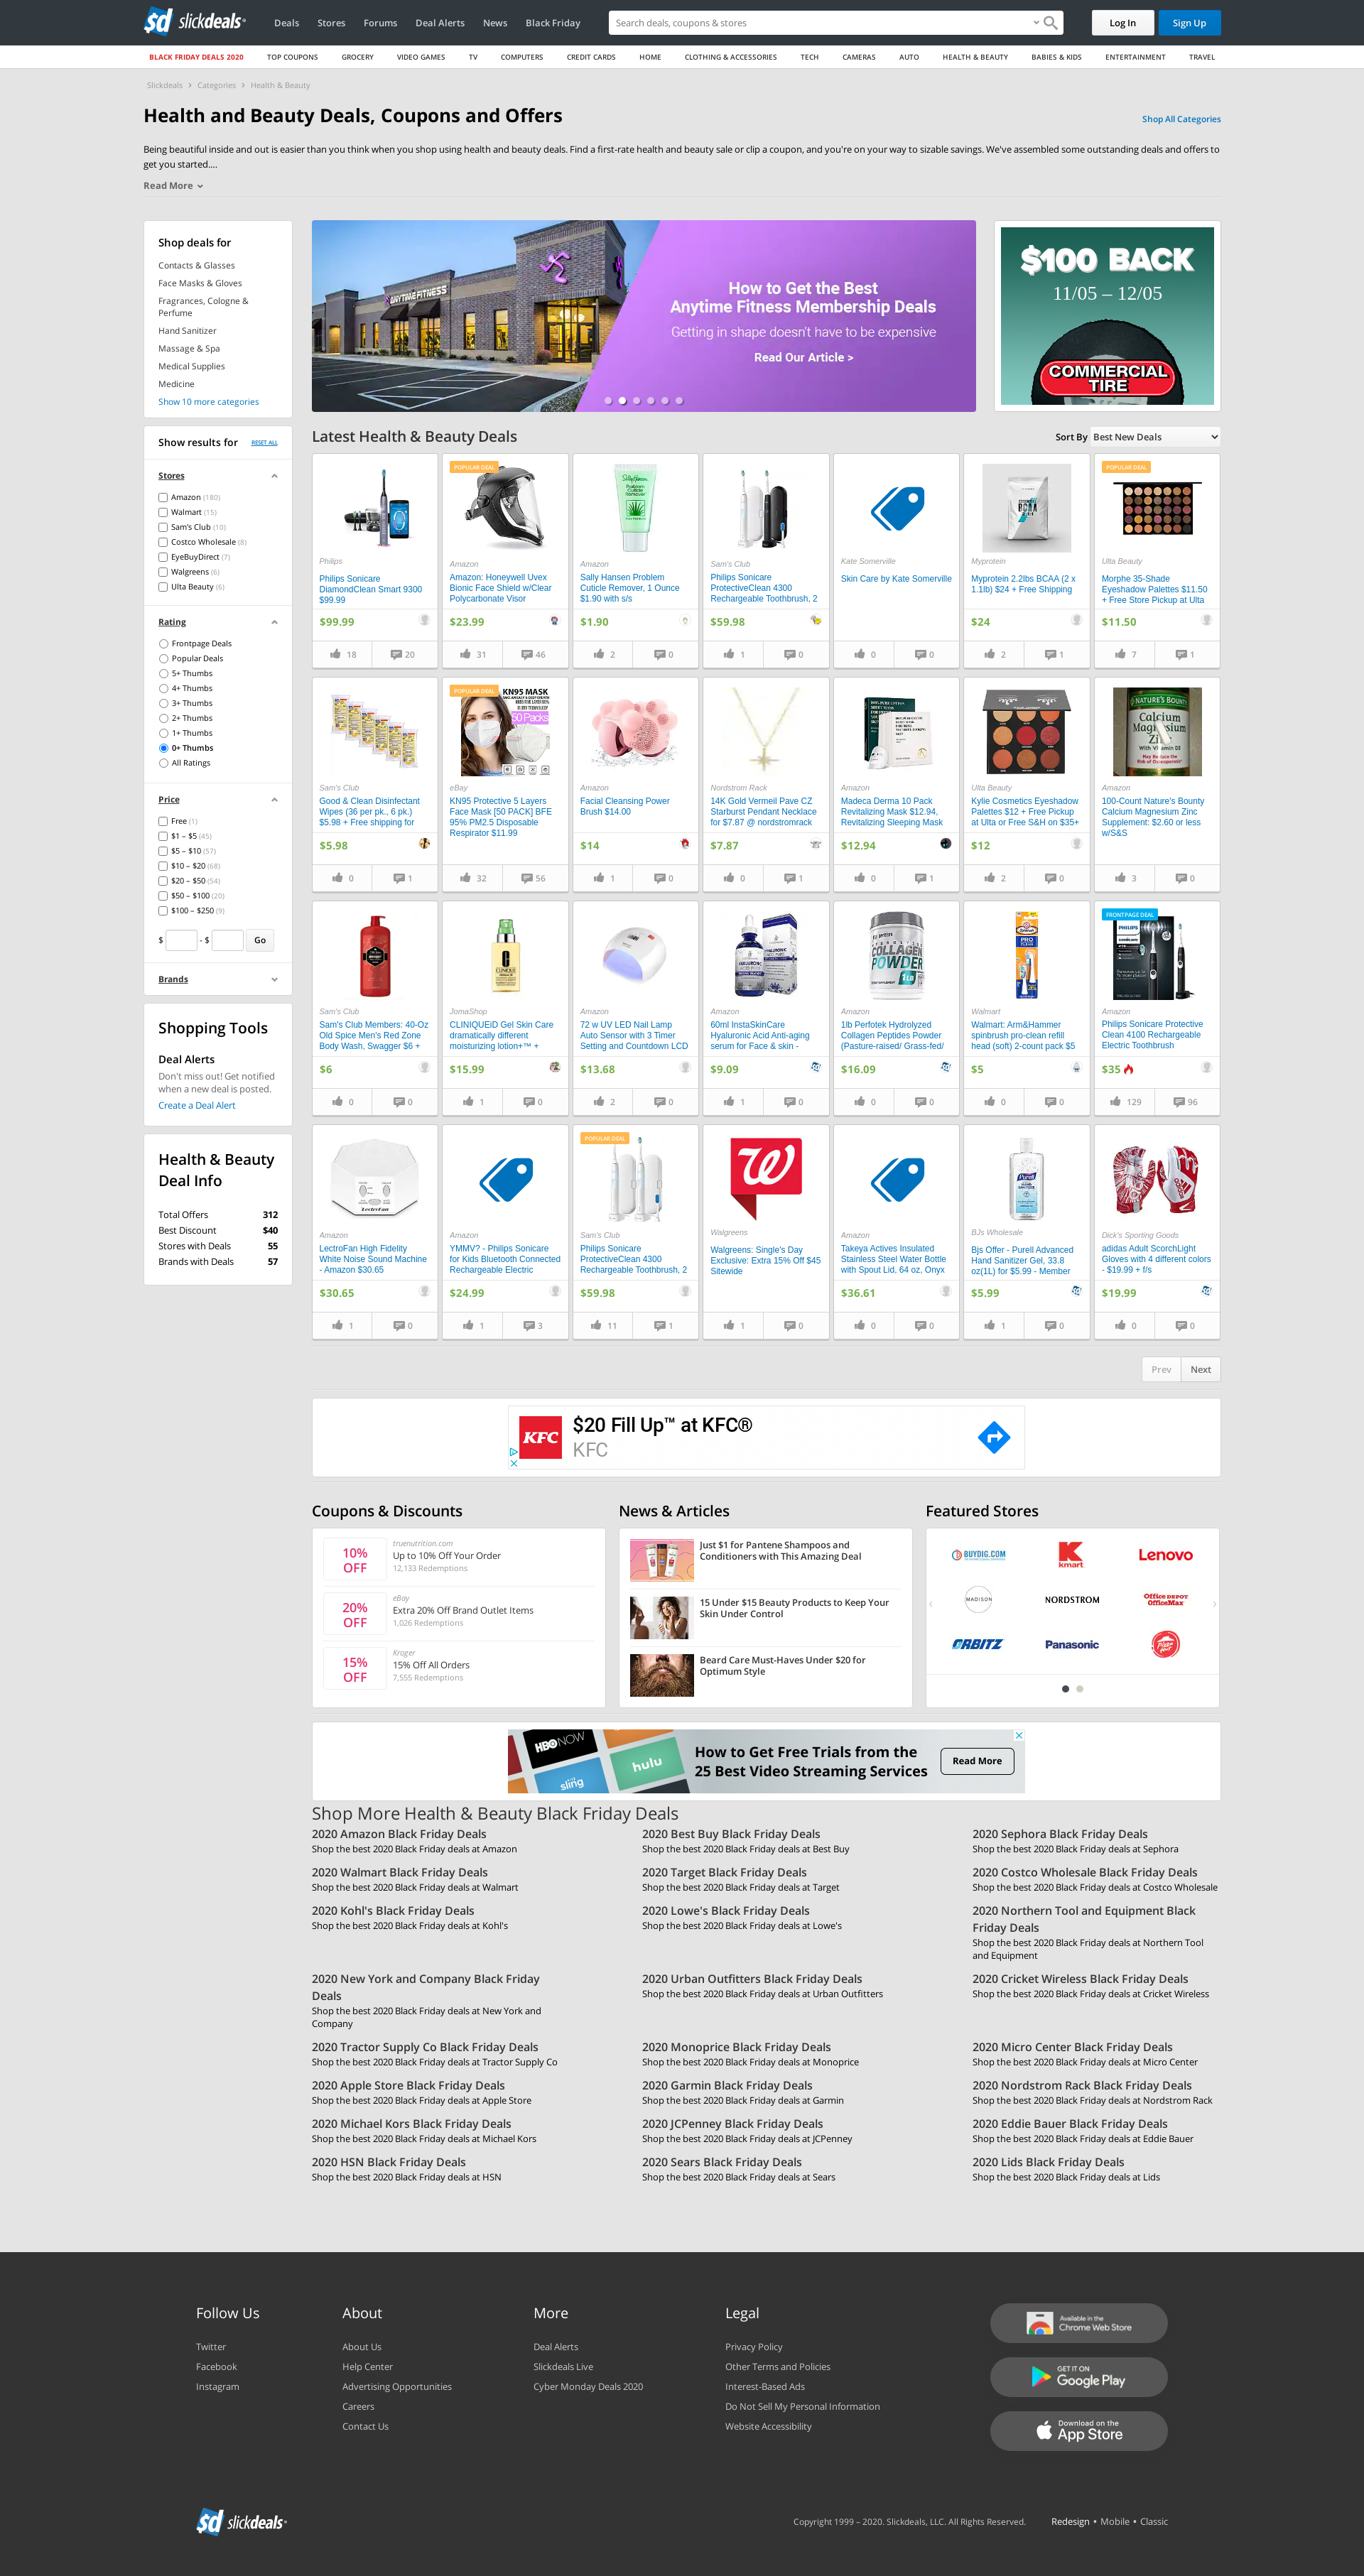 sd slickdeals
Deals Stores Forums Deal Alerts News Black Friday
Search deals, coupons & stores
Log In
Sign Up
BLACK FRIDAY DEALS 2020 TOP COUPONS GROCERY VIDEO GAMES TV COMPUTERS CREDIT CARDS HOME CLOTHING & ACCESSORIES TECH CAMERAS AUTO HEALTH & BEAUTY BABIES & KIDS ENTERTAINMENT TRAVEL
Slickdeals › Categories › Health & Beauty
Health and Beauty Deals, Coupons and Offers
Shop All Categories
Being beautiful inside and out is easier than you think when you shop using health and beauty deals. Find a first-rate health and beauty sale or clip a coupon, and you're on your way to sizable savings. We've assembled some outstanding deals and offers to
get you started....
Read More
Shop deals for
Contacts & Glasses
Face Masks & Gloves
Fragrances, Cologne &
Perfume
Hand Sanitizer
Massage & Spa
Medical Supplies
Medicine
Show 10 more categories
ANYTIME FITNESS
How to Get the Best
Anytime Fitness Membership Deals
Getting in shape doesn't have to be expensive
Read Our Article >
$100 BACK
11/05 – 12/05
COMMERCIAL
TIRE
Show results for RESET ALL
Stores
Amazon (180)
Walmart (15)
Sam's Club (10)
Costco Wholesale (8)
EyeBuyDirect (7)
Walgreens (6)
Ulta Beauty (6)
Rating
Frontpage Deals
Popular Deals
5+ Thumbs
4+ Thumbs
3+ Thumbs
2+ Thumbs
1+ Thumbs
0+ Thumbs
All Ratings
Price
Free (1)
$1 – $5 (45)
$5 – $10 (57)
$10 – $20 (68)
$20 – $50 (54)
$50 – $100 (20)
$100 – $250 (9)
$ - $ Go
Brands
Shopping Tools
Deal Alerts
Don't miss out! Get notified
when a new deal is posted.
Create a Deal Alert
Health & Beauty
Deal Info
Total Offers 312
Best Discount $40
Stores with Deals 55
Brands with Deals 57
Latest Health & Beauty Deals
Sort By Best New Deals
Philips
Philips Sonicare
DiamondClean Smart 9300
$99.99
$99.99
18 20
POPULAR DEAL
Amazon
Amazon: Honeywell Uvex
Bionic Face Shield w/Clear
Polycarbonate Visor
$23.99
31 46
Sally Hansen
Problem
Cuticle
Remover
Amazon
Sally Hansen Problem
Cuticle Remover, 1 Ounce
$1.90 with s/s
$1.90
2 0
Sam's Club
Philips Sonicare
ProtectiveClean 4300
Rechargeable Toothbrush, 2
$59.98
1 0
Kate Somerville
Skin Care by Kate Somerville
0 0
BCAA
Myprotein
Myprotein 2.2lbs BCAA (2 x
1.1lb) $24 + Free Shipping
$24
2 1
POPULAR DEAL
Ulta Beauty
Morphe 35-Shade
Eyeshadow Palettes $11.50
+ Free Store Pickup at Ulta
$11.50
7 1
Sam's Club
Good & Clean Disinfectant
Wipes (36 per pk., 6 pk.)
$5.98 + Free shipping for
$5.98
0 1
POPULAR DEAL
KN95 MASK
50 Packs
eBay
KN95 Protective 5 Layers
Face Mask [50 PACK] BFE
95% PM2.5 Disposable
Respirator $11.99
32 56
Amazon
Facial Cleansing Power
Brush $14.00
$14
1 0
Nordstrom Rack
14K Gold Vermeil Pave CZ
Starburst Pendant Necklace
for $7.87 @ nordstromrack
$7.87
0 1
Amazon
Madeca Derma 10 Pack
Revitalizing Mask $12.94,
Revitalizing Sleeping Mask
$12.94
0 1
Ulta Beauty
Kylie Cosmetics Eyeshadow
Palettes $12 + Free Pickup
at Ulta or Free S&H on $35+
$12
2 0
NATURE'S BOUNTY
Calcium
Magnesium
Zinc
With Vitamin D3
Amazon
100-Count Nature's Bounty
Calcium Magnesium Zinc
Supplement: $2.60 or less
w/S&S
3 0
Sam's Club
Sam's Club Members: 40-Oz
Old Spice Men's Red Zone
Body Wash, Swagger $6 +
$6
0 0
CLINIQUE
JomaShop
CLINIQUEiD Gel Skin Care
dramatically different
moisturizing lotion+™ +
$15.99
1 0
Amazon
72 w UV LED Nail Lamp
Auto Sensor with 3 Timer
Setting and Countdown LCD
$13.68
2 0
Amazon
60ml InstaSkinCare
Hyaluronic Acid Anti-aging
serum for Face & skin -
$9.09
1 0
COLLAGEN
POWDER
1LB
Amazon
1lb Perfotek Hydrolyzed
Collagen Peptides Powder
(Pasture-raised/ Grass-fed/
$16.09
0 0
PRO
Walmart
Walmart: Arm&Hammer
spinbrush pro-clean refill
head (soft) 2-count pack $5
$5
0 0
FRONTPAGE DEAL
PHILIPS
sonicare
Amazon
Philips Sonicare Protective
Clean 4100 Rechargeable
Electric Toothbrush
$35
129 96
LectroFan
Amazon
LectroFan High Fidelity
White Noise Sound Machine
- Amazon $30.65
$30.65
1 0
Amazon
YMMV? - Philips Sonicare
for Kids Bluetooth Connected
Rechargeable Electric
$24.99
1 3
POPULAR DEAL
Sam's Club
Philips Sonicare
ProtectiveClean 4300
Rechargeable Toothbrush, 2
$59.98
11 1
W
Walgreens
Walgreens: Single's Day
Exclusive: Extra 15% Off $45
Sitewide
1 0
Amazon
Takeya Actives Insulated
Stainless Steel Water Bottle
with Spout Lid, 64 oz, Onyx
$36.61
0 0
PURELL
BJs Wholesale
Bjs Offer - Purell Advanced
Hand Sanitizer Gel, 33.8
oz(1L) for $5.99 - Member
$5.99
1 0
Dick's Sporting Goods
adidas Adult ScorchLight
Gloves with 4 different colors
- $19.99 + f/s
$19.99
0 0
Prev Next
KFC
$20 Fill Up™ at KFC®
KFC
Coupons & Discounts
10%
OFF
truenutrition.com
Up to 10% Off Your Order
12,133 Redemptions
20%
OFF
eBay
Extra 20% Off Brand Outlet Items
1,026 Redemptions
15%
OFF
Kroger
15% Off All Orders
7,555 Redemptions
News & Articles
Just $1 for Pantene Shampoos and
Conditioners with This Amazing Deal
15 Under $15 Beauty Products to Keep Your
Skin Under Control
Beard Care Must-Haves Under $20 for
Optimum Style
Featured Stores
BUYDIG.COM
K kmart
Lenovo
MADISON
NORDSTROM
Office DEPOT
OfficeMax
ORBITZ
Panasonic
Pizza Hut
HBO NOW
hulu
sling
How to Get Free Trials from the
25 Best Video Streaming Services
Read More
Shop More Health & Beauty Black Friday Deals
2020 Amazon Black Friday Deals
Shop the best 2020 Black Friday deals at Amazon
2020 Best Buy Black Friday Deals
Shop the best 2020 Black Friday deals at Best Buy
2020 Sephora Black Friday Deals
Shop the best 2020 Black Friday deals at Sephora
2020 Walmart Black Friday Deals
Shop the best 2020 Black Friday deals at Walmart
2020 Target Black Friday Deals
Shop the best 2020 Black Friday deals at Target
2020 Costco Wholesale Black Friday Deals
Shop the best 2020 Black Friday deals at Costco Wholesale
2020 Kohl's Black Friday Deals
Shop the best 2020 Black Friday deals at Kohl's
2020 Lowe's Black Friday Deals
Shop the best 2020 Black Friday deals at Lowe's
2020 Northern Tool and Equipment Black
Friday Deals
Shop the best 2020 Black Friday deals at Northern Tool
and Equipment
2020 New York and Company Black Friday
Deals
Shop the best 2020 Black Friday deals at New York and
Company
2020 Urban Outfitters Black Friday Deals
Shop the best 2020 Black Friday deals at Urban Outfitters
2020 Cricket Wireless Black Friday Deals
Shop the best 2020 Black Friday deals at Cricket Wireless
2020 Tractor Supply Co Black Friday Deals
Shop the best 2020 Black Friday deals at Tractor Supply Co
2020 Monoprice Black Friday Deals
Shop the best 2020 Black Friday deals at Monoprice
2020 Micro Center Black Friday Deals
Shop the best 2020 Black Friday deals at Micro Center
2020 Apple Store Black Friday Deals
Shop the best 2020 Black Friday deals at Apple Store
2020 Garmin Black Friday Deals
Shop the best 2020 Black Friday deals at Garmin
2020 Nordstrom Rack Black Friday Deals
Shop the best 2020 Black Friday deals at Nordstrom Rack
2020 Michael Kors Black Friday Deals
Shop the best 2020 Black Friday deals at Michael Kors
2020 JCPenney Black Friday Deals
Shop the best 2020 Black Friday deals at JCPenney
2020 Eddie Bauer Black Friday Deals
Shop the best 2020 Black Friday deals at Eddie Bauer
2020 HSN Black Friday Deals
Shop the best 2020 Black Friday deals at HSN
2020 Sears Black Friday Deals
Shop the best 2020 Black Friday deals at Sears
2020 Lids Black Friday Deals
Shop the best 2020 Black Friday deals at Lids
Follow Us
Twitter
Facebook
Instagram
About
About Us
Help Center
Advertising Opportunities
Careers
Contact Us
More
Deal Alerts
Slickdeals Live
Cyber Monday Deals 2020
Legal
Privacy Policy
Other Terms and Policies
Interest-Based Ads
Do Not Sell My Personal Information
Website Accessibility
Available in the
Chrome Web Store
GET IT ON
Google Play
Download on the
App Store
sd slickdeals
Copyright 1999 – 2020. Slickdeals, LLC. All Rights Reserved.
Redesign • Mobile • Classic